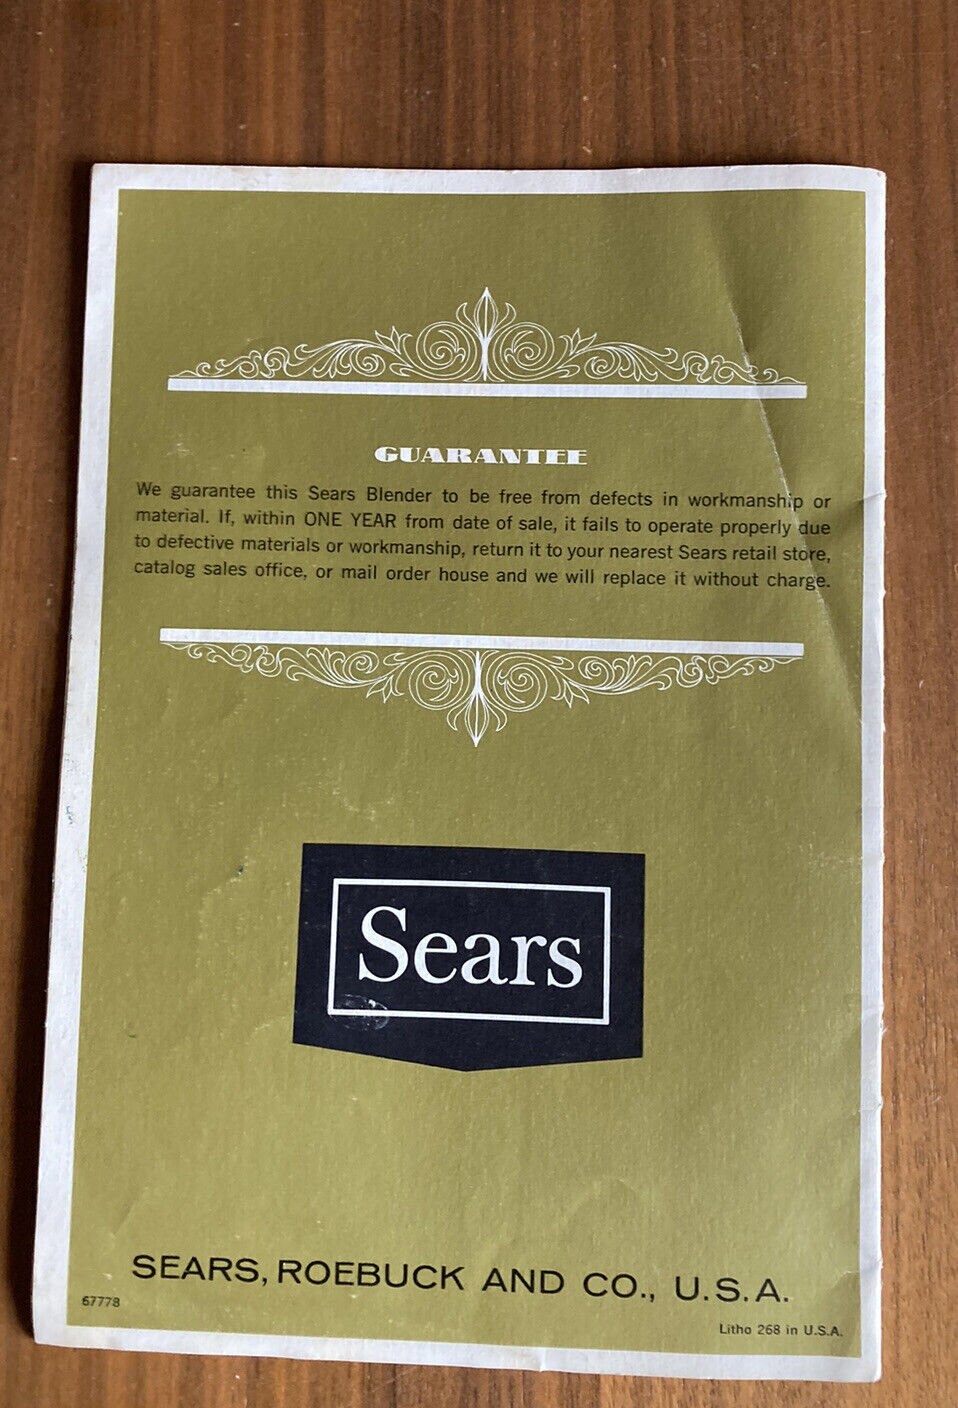 GUARANTEE
We guarantee this Sears Blender to be free from defects in workmanship or
material. If, within ONE YEAR from date of sale, it fails to operate properly due
to defective materials or workmanship, return it to your nearest Sears retail store,
catalog sales office, or mail order house and we will replace it without charge.
Sears
SEARS, ROEBUCK AND CO., U.S.A.
67778
Litho 268 in U.S.A.